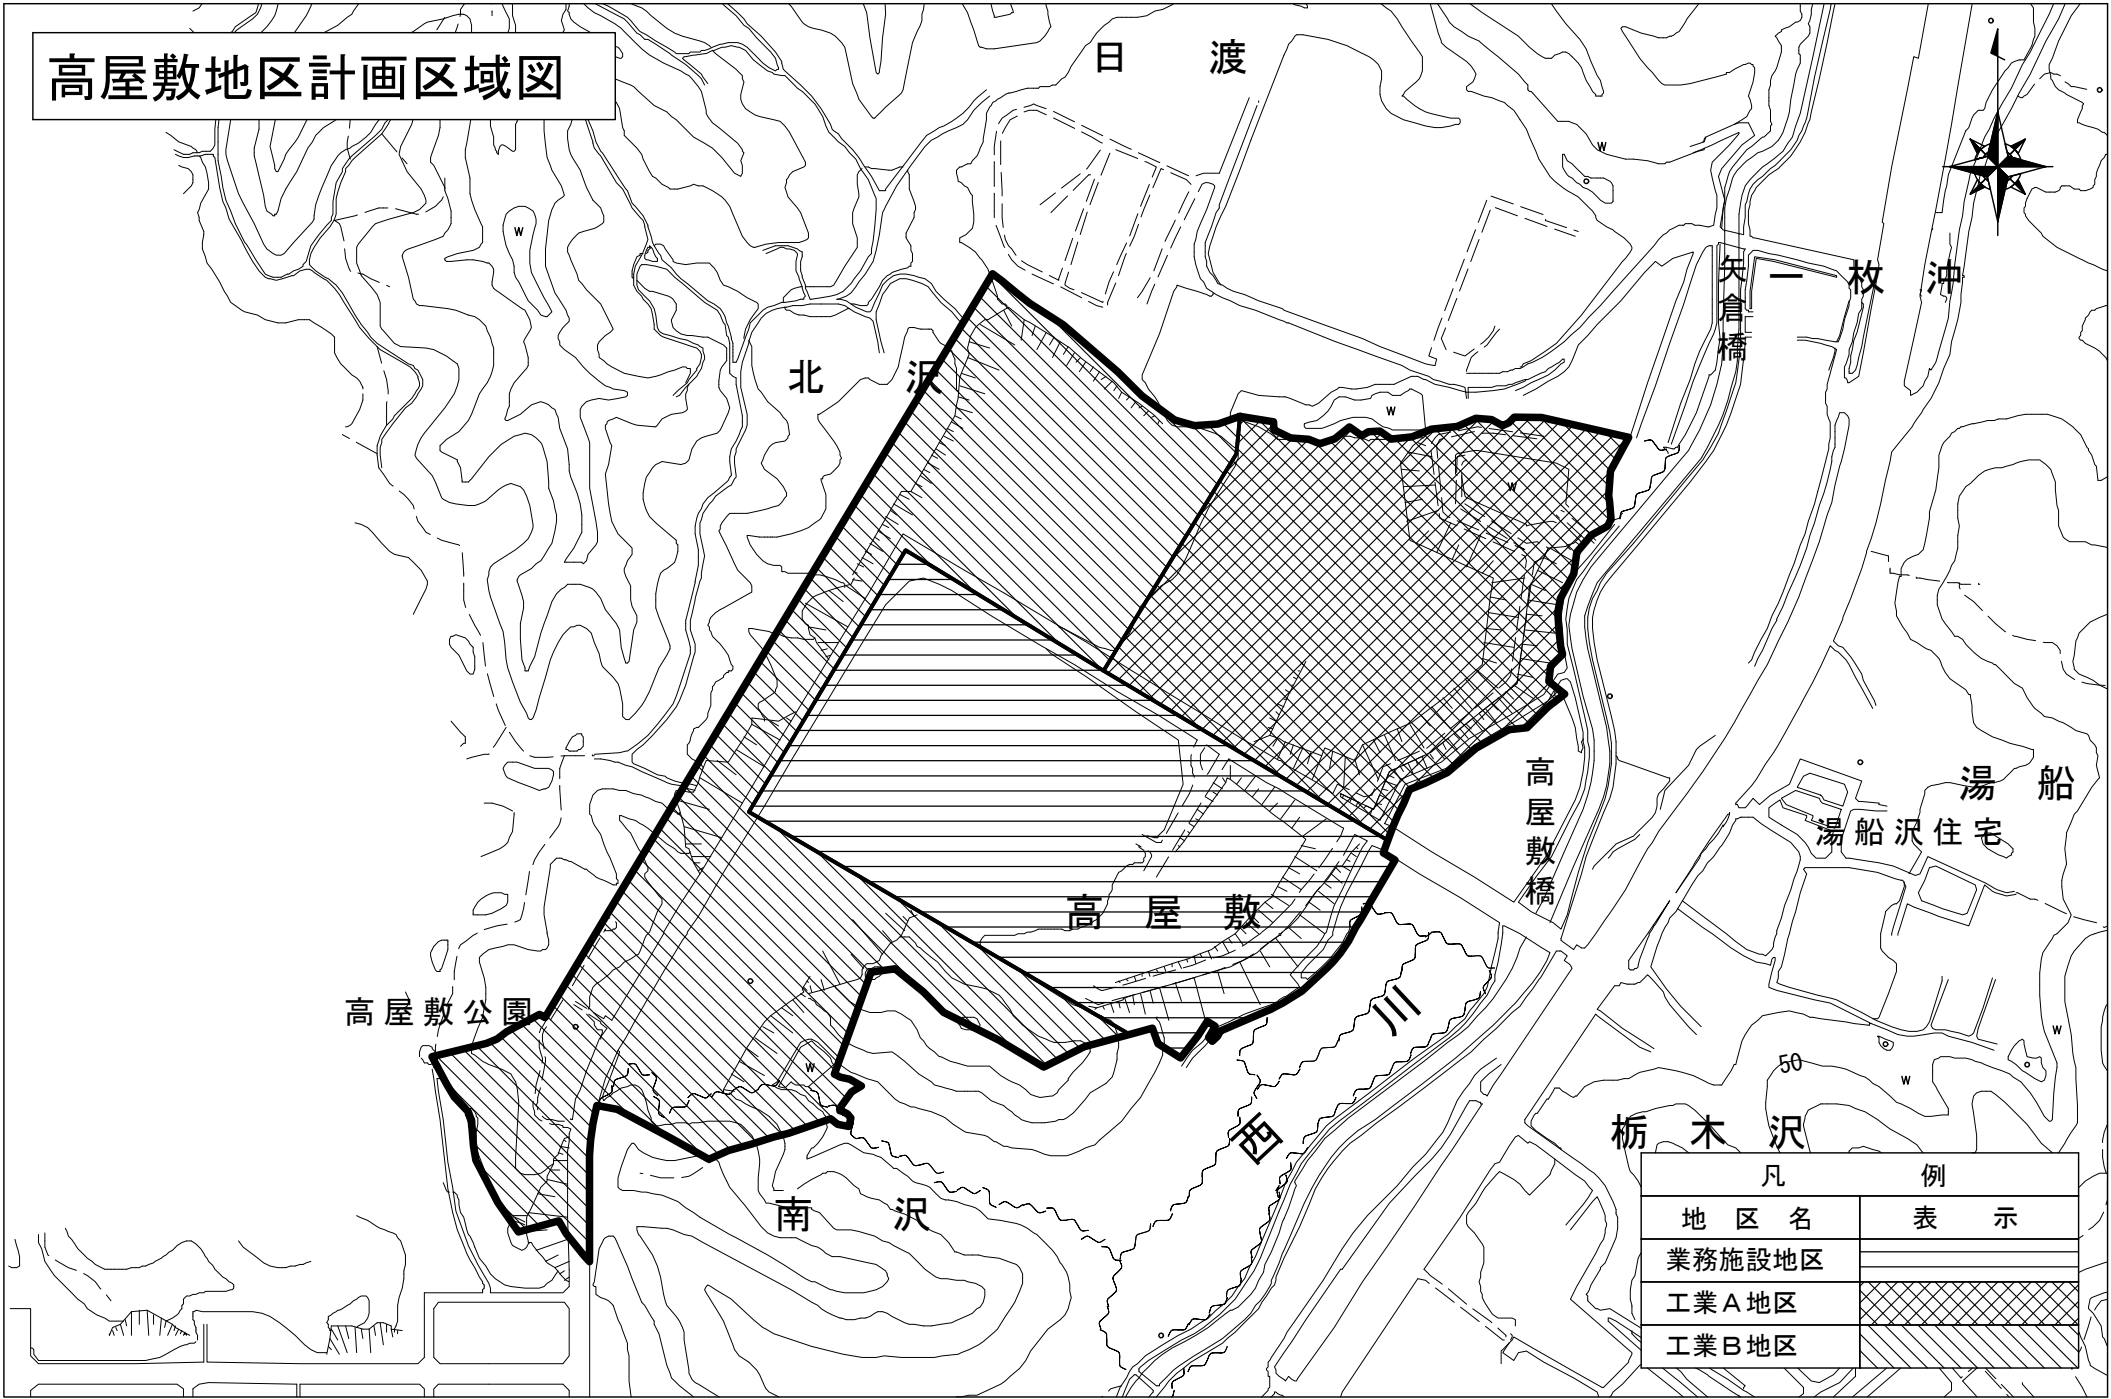 高屋敷地区計画区域図
日渡
W
W
矢倉橋
一枚沖
北沢
W
W
高屋敷橋
湯船
湯船沢住宅
高屋敷
高屋敷公園
西川
W
W
50
W
栃木沢
南沢
凡例
地区名 表示
業務施設地区
工業A地区
工業B地区